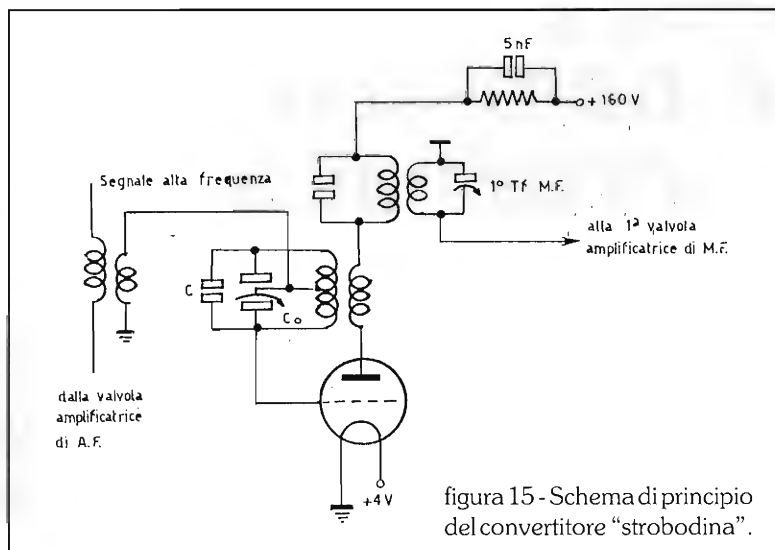 5 nF
+ 160 V
Segnale alta frequenza
1º Tf M.F.
alla 1ª valvola
amplificatrice di M.F.
C
Co
dalla valvola
amplificatrice
di A.F.
+4 V
figura 15 - Schema di principio
del convertitore "strobodina".